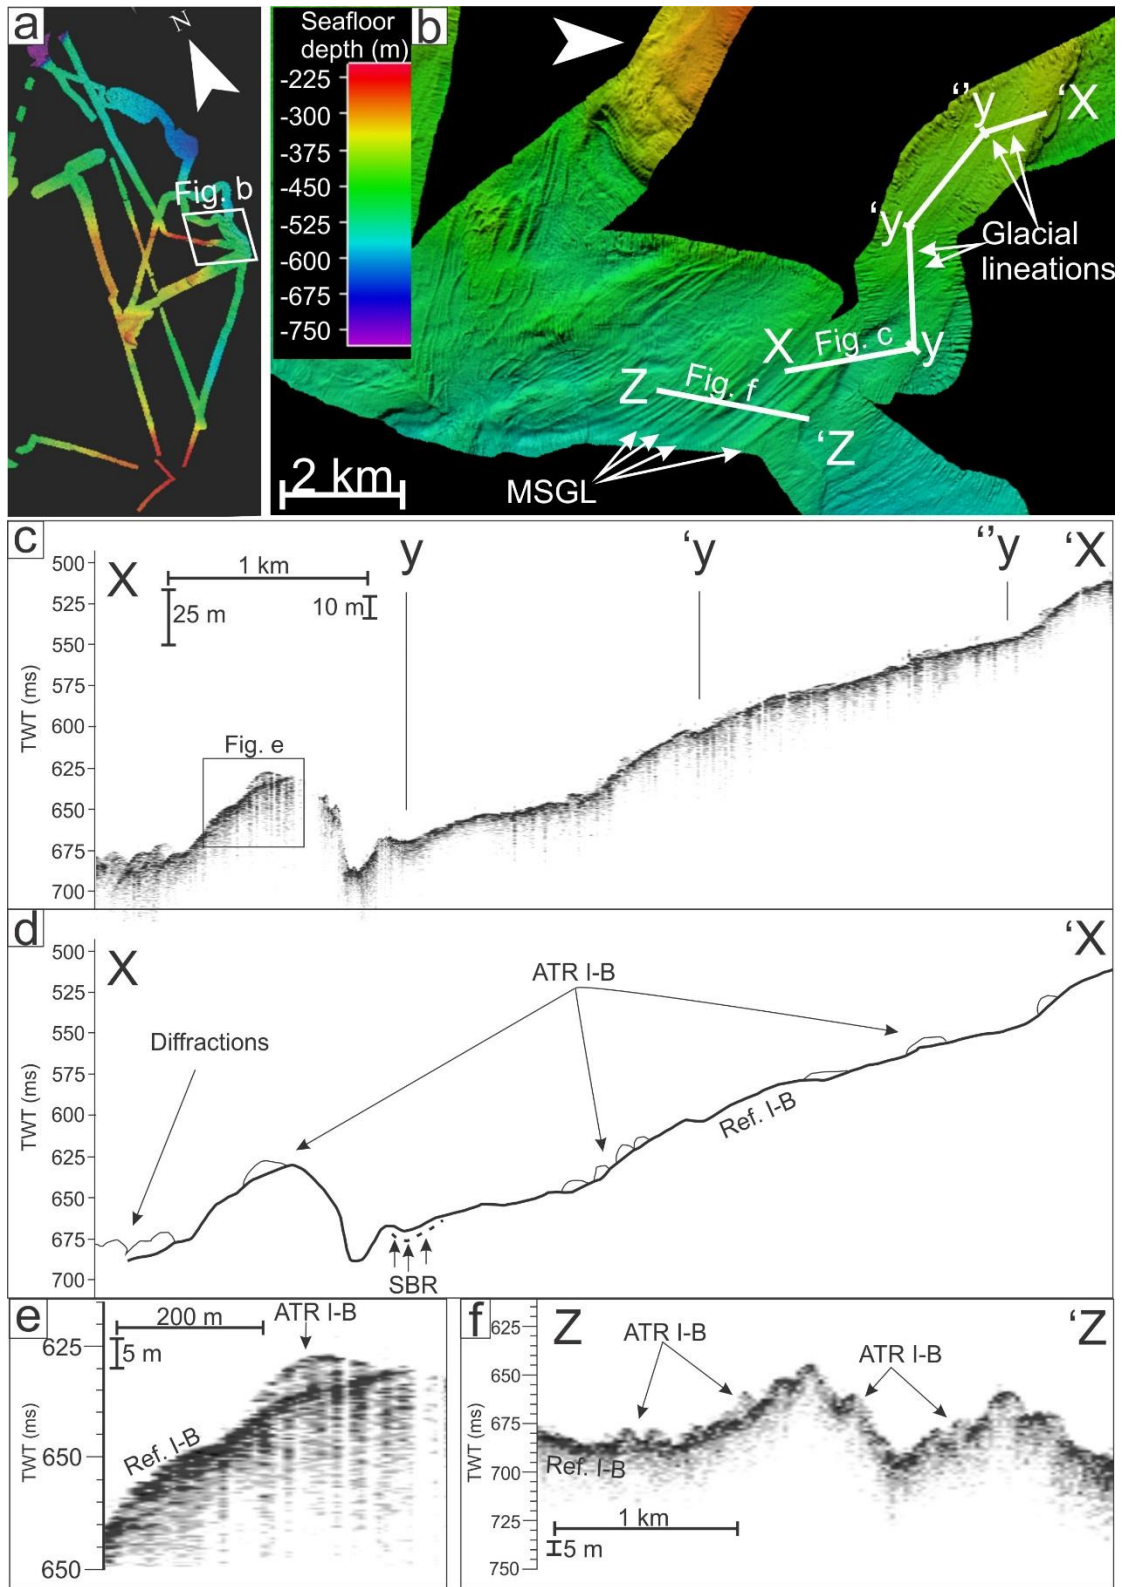 a
N
Fig. b
b
Seafloor
depth (m)
-225
-300
-375
-450
-525
-600
-675
-750
‘’y
‘X
‘y
Glacial
lineations
X
Fig. c
y
Z
Fig. f
‘Z
MSGL
2 km
c
X
y
‘y
‘’y
‘X
1 km
25 m
10 m
500
525
550
575
600
625
650
675
700
TWT (ms)
Fig. e
d
X
‘X
500
525
550
575
600
625
650
675
700
TWT (ms)
ATR I-B
Diffractions
Ref. I-B
SBR
e
200 m
ATR I-B
5 m
625
650
650
TWT (ms)
Ref. I-B
f
Z
‘Z
625
650
675
700
725
750
TWT (ms)
ATR I-B
ATR I-B
Ref. I-B
1 km
5 m